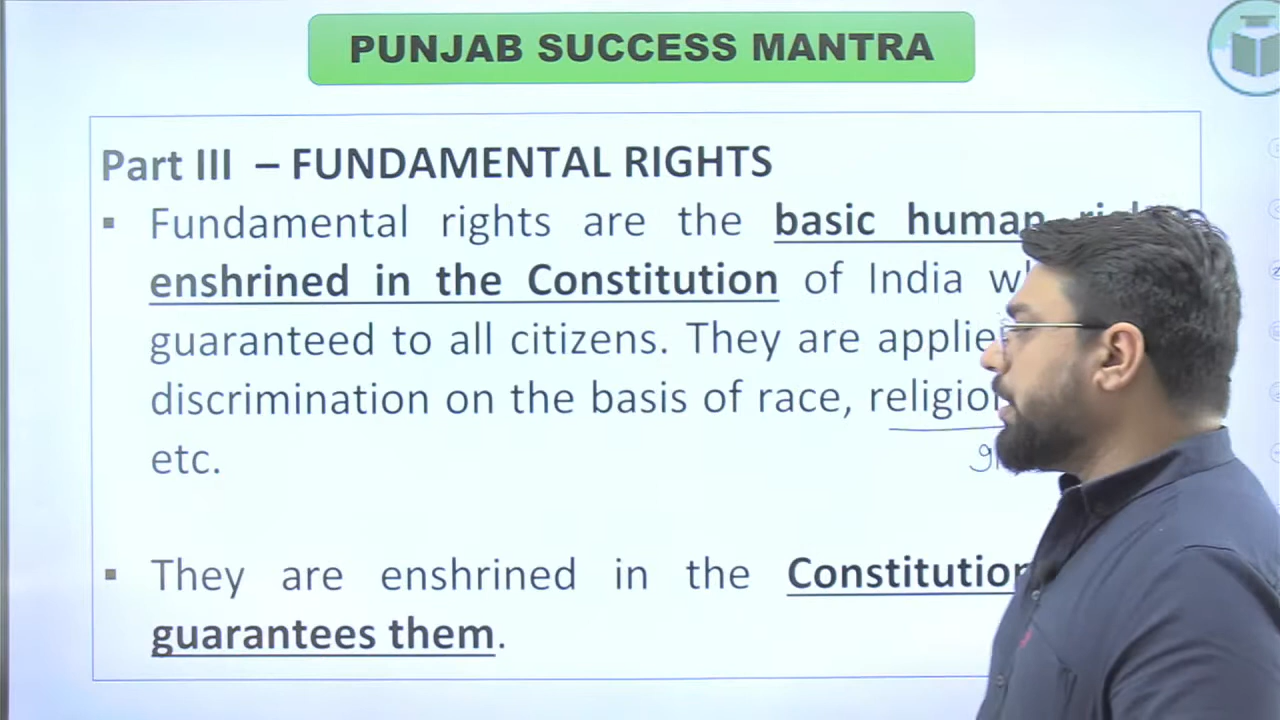 PUNJAB SUCCESS MANTRA
Part III – FUNDAMENTAL RIGHTS
▪ Fundamental rights are the basic human
enshrined in the Constitution of India
guaranteed to all citizens. They are
discrimination on the basis of race,
etc.
▪ They are enshrined in the
guarantees them.